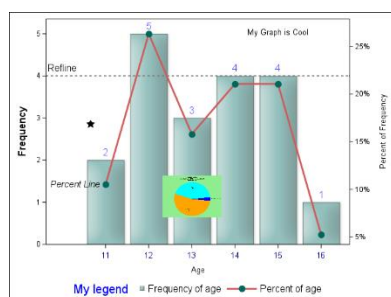 My Graph is Cool
5
5
25%
Refline
4
4
4
20%
3
3
Frequency
Percent of Frequency
15%
2
2
Percent Line
10%
1
1
5%
0
11
12
13
14
15
16
Age
My legend
Frequency of age
Percent of age